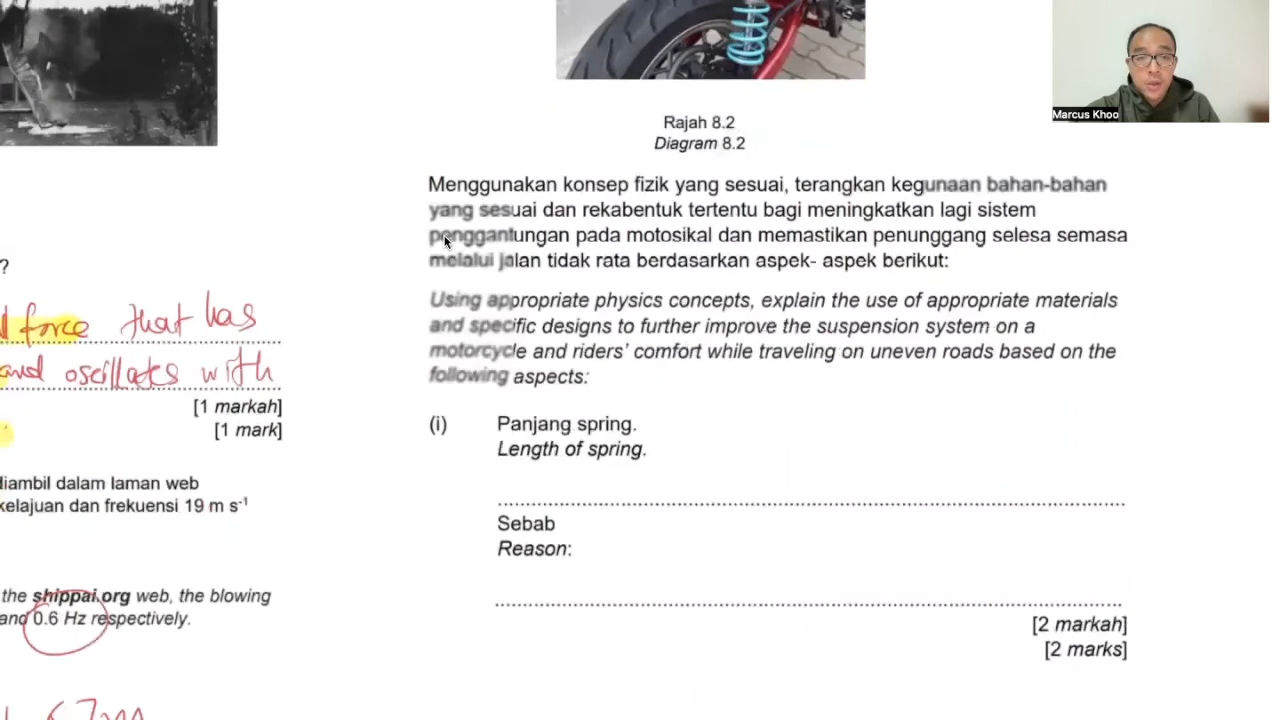 Marcus Khoo
Rajah 8.2
Diagram 8.2
Menggunakan konsep fizik yang sesuai, terangkan kegunaan bahan-bahan
yang sesuai dan rekabentuk tertentu bagi meningkatkan lagi sistem
penggantungan pada motosikal dan memastikan penunggang selesa semasa
melalui jalan tidak rata berdasarkan aspek- aspek berikut:
Using appropriate physics concepts, explain the use of appropriate materials
and specific designs to further improve the suspension system on a
motorcycle and riders' comfort while traveling on uneven roads based on the
following aspects:
(i) Panjang spring.
Length of spring.
Sebab
Reason:
[2 markah]
[2 marks]
?
force that has
and oscillates with
[1 markah]
[1 mark]
diambil dalam laman web
kelajuan dan frekuensi 19 m s⁻¹
the shippai.org web, the blowing
and 0.6 Hz respectively.